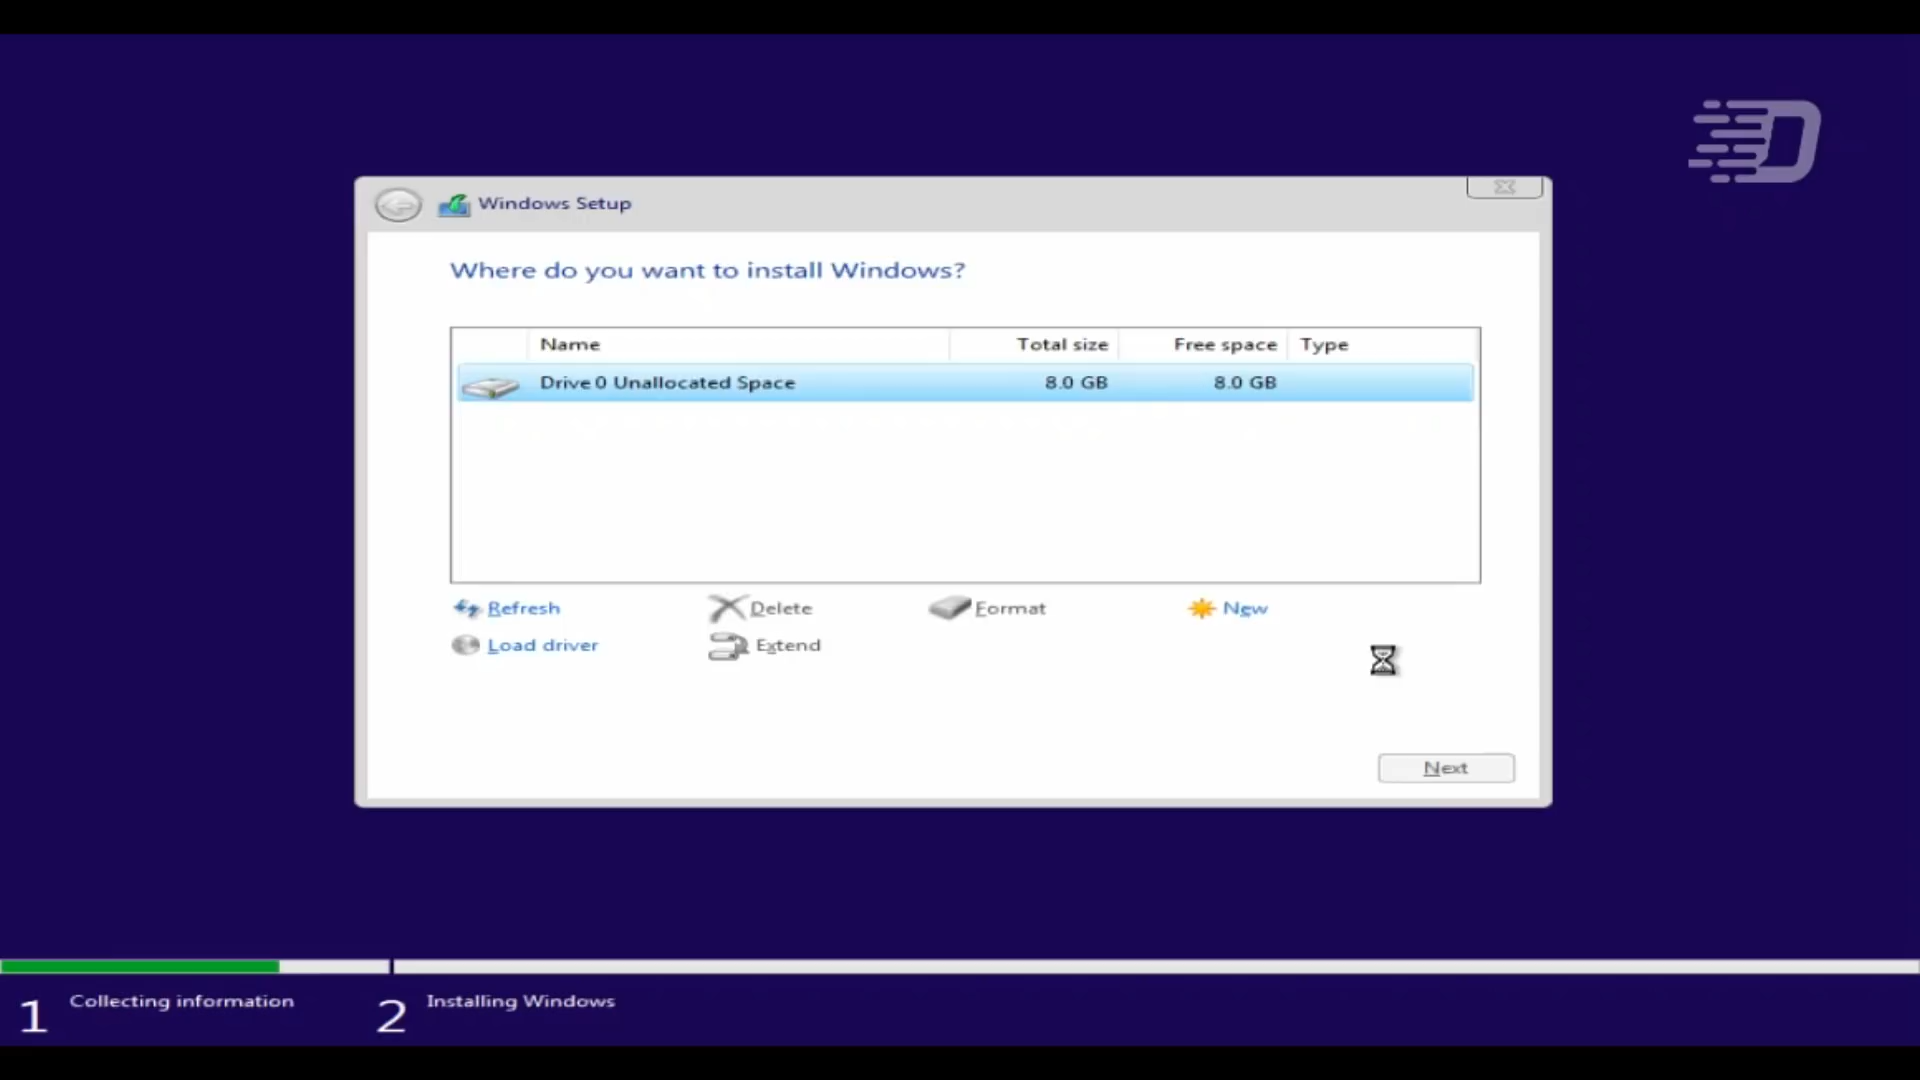 Windows Setup
Where do you want to install Windows?
Name Total size Free space Type
Drive 0 Unallocated Space 8.0 GB 8.0 GB
Refresh Delete Format New
Load driver Extend
Next
1 Collecting information 2 Installing Windows